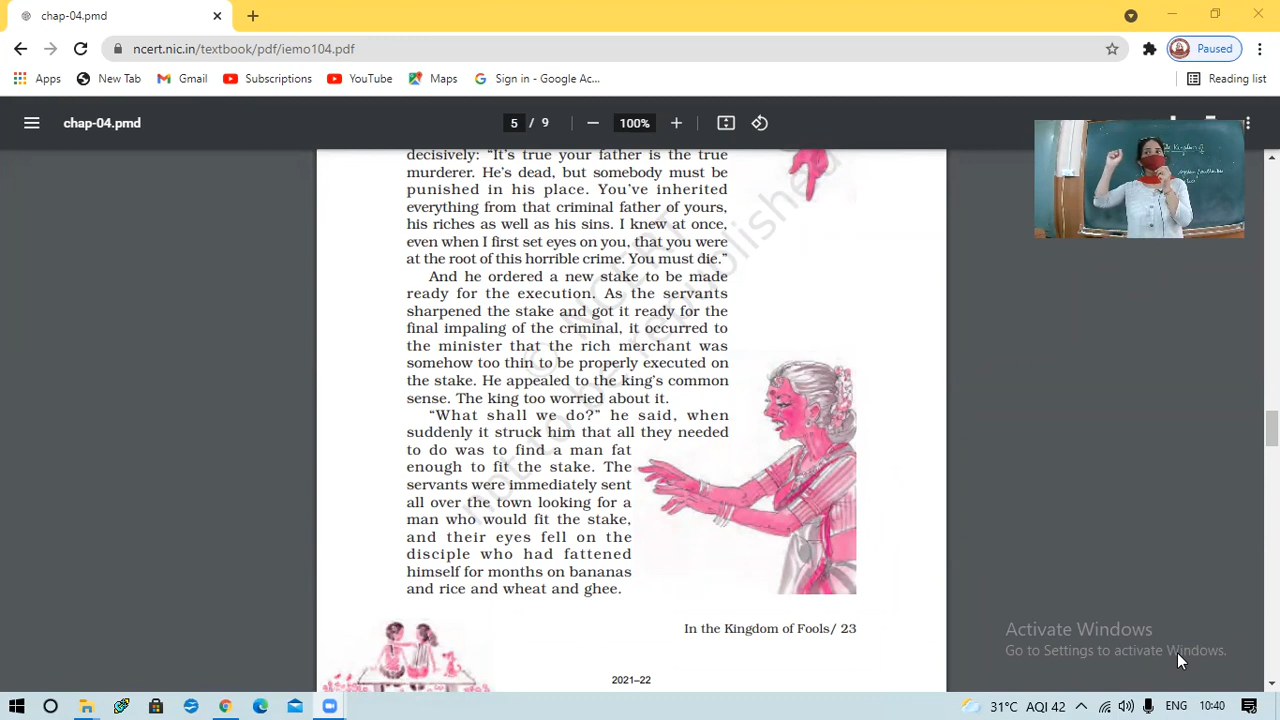 chap-04.pmd
ncert.nic.in/textbook/pdf/iemo104.pdf
Paused
Apps
New Tab
Gmail
Subscriptions
YouTube
Maps
Sign in - Google Ac...
Reading list
chap-04.pmd
5 / 9
100%
decisively: “It’s true your father is the true
murderer. He’s dead, but somebody must be
punished in his place. You’ve inherited
everything from that criminal father of yours,
his riches as well as his sins. I knew at once,
even when I first set eyes on you, that you were
at the root of this horrible crime. You must die.”
And he ordered a new stake to be made
ready for the execution. As the servants
sharpened the stake and got it ready for the
final impaling of the criminal, it occurred to
the minister that the rich merchant was
somehow too thin to be properly executed on
the stake. He appealed to the king’s common
sense. The king too worried about it.
“What shall we do?” he said, when
suddenly it struck him that all they needed
to do was to find a man fat
enough to fit the stake. The
servants were immediately sent
all over the town looking for a
man who would fit the stake,
and their eyes fell on the
disciple who had fattened
himself for months on bananas
and rice and wheat and ghee.
© NCERT
not to be republished
In the Kingdom of Fools/ 23
2021–22
Activate Windows
Go to Settings to activate Windows.
31°C AQI 42
ENG
10:40